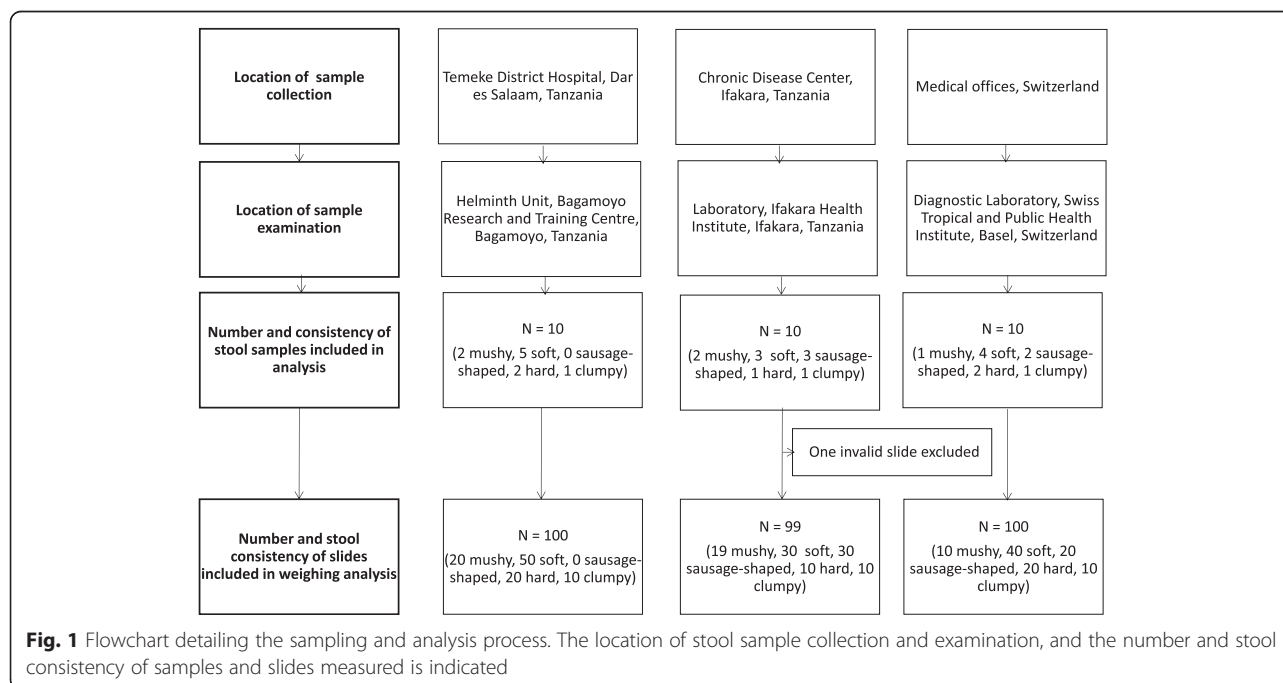 Location of sample
collection
Temeke District Hospital, Dar
es Salaam, Tanzania
Chronic Disease Center,
Ifakara, Tanzania
Medical offices, Switzerland
Location of sample
examination
Helminth Unit, Bagamoyo
Research and Training Centre,
Bagamoyo, Tanzania
Laboratory, Ifakara Health
Institute, Ifakara, Tanzania
Diagnostic Laboratory, Swiss
Tropical and Public Health
Institute, Basel, Switzerland
Number and consistency of
stool samples included in
analysis
N = 10
(2 mushy, 5 soft, 0 sausage-
shaped, 2 hard, 1 clumpy)
N = 10
(2 mushy, 3 soft, 3 sausage-
shaped, 1 hard, 1 clumpy)
N = 10
(1 mushy, 4 soft, 2 sausage-
shaped, 2 hard, 1 clumpy)
One invalid slide excluded
Number and stool
consistency of slides
included in weighing analysis
N = 100
(20 mushy, 50 soft, 0 sausage-
shaped, 20 hard, 10 clumpy)
N = 99
(19 mushy, 30 soft, 30
sausage-shaped, 10 hard, 10
clumpy)
N = 100
(10 mushy, 40 soft, 20
sausage-shaped, 20 hard, 10
clumpy)
Fig. 1 Flowchart detailing the sampling and analysis process. The location of stool sample collection and examination, and the number and stool
consistency of samples and slides measured is indicated